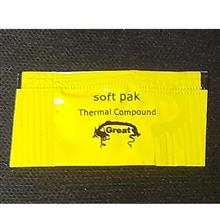 soft pak
Thermal Compound
Great